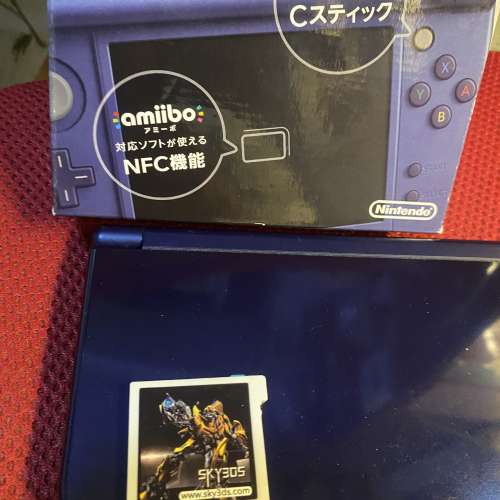 Cスティック
X
A
Y
B
amiibo
アミーボ
対応ソフトが使える
NFC機能
Nintendo
SKY3DS
www.sky3ds.com